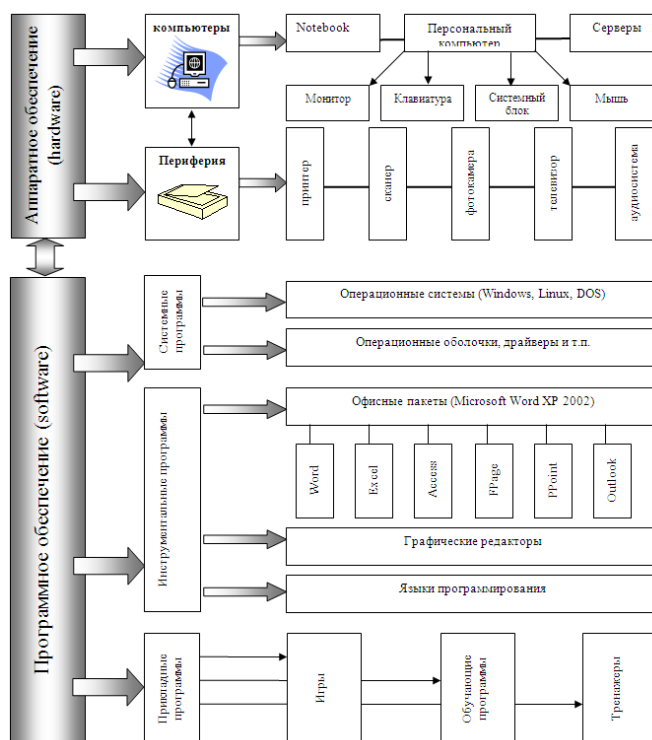 Аппаратное обеспечение
(hardware)
компьютеры
Notebook
Персональный
компьютер
Серверы
Монитор
Клавиатура
Системный
блок
Мышь
Периферия
принтер
сканер
фотокамера
телевизор
аудиосистема
Программное обеспечение (software)
Системные
программы
Операционные системы (Windows, Linux, DOS)
Операционные оболочки, драйверы и т.п.
Инструментальные программы
Офисные пакеты (Microsoft Word XP 2002)
Word
Excel
Access
FPage
PPoint
Outlook
Графические редакторы
Языки программирования
Прикладные
программы
Игры
Обучающие
программы
Тренажеры